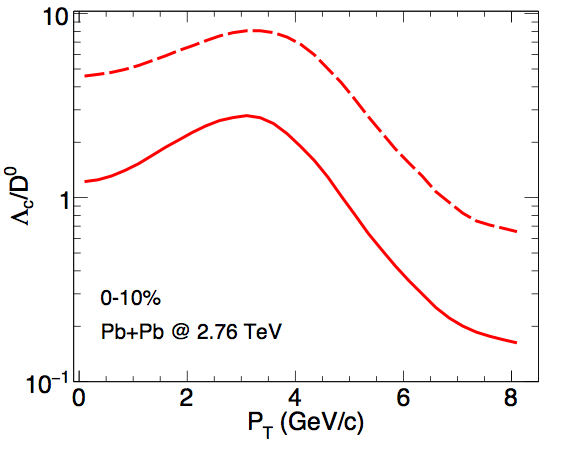 10
1
10⁻¹
Λc/D⁰
0-10%
Pb+Pb @ 2.76 TeV
0 2 4 6 8
P_T (GeV/c)